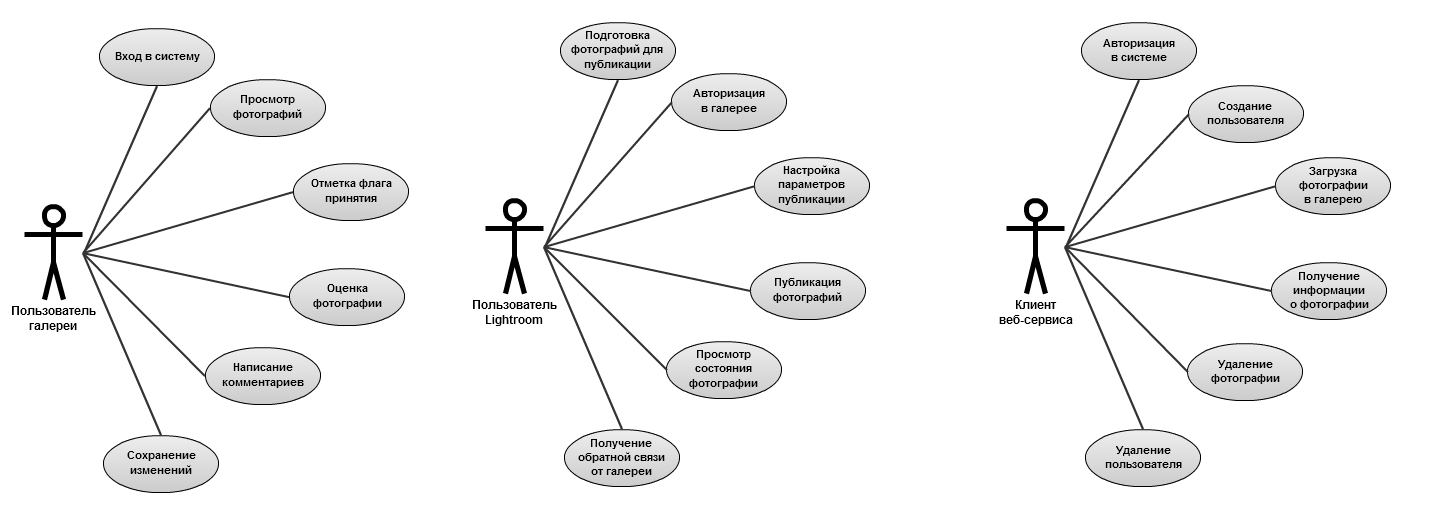 Вход в систему
Просмотр
фотографий
Отметка флага
принятия
Оценка
фотографии
Написание
комментариев
Сохранение
изменений
Пользователь
галереи
Подготовка
фотографий для
публикации
Авторизация
в галерее
Настройка
параметров
публикации
Публикация
фотографий
Просмотр
состояния
фотографии
Получение
обратной связи
от галереи
Пользователь
Lightroom
Авторизация
в системе
Создание
пользователя
Загрузка
фотографии
в галерею
Получение
информации
о фотографии
Удаление
фотографии
Удаление
пользователя
Клиент
веб-сервиса